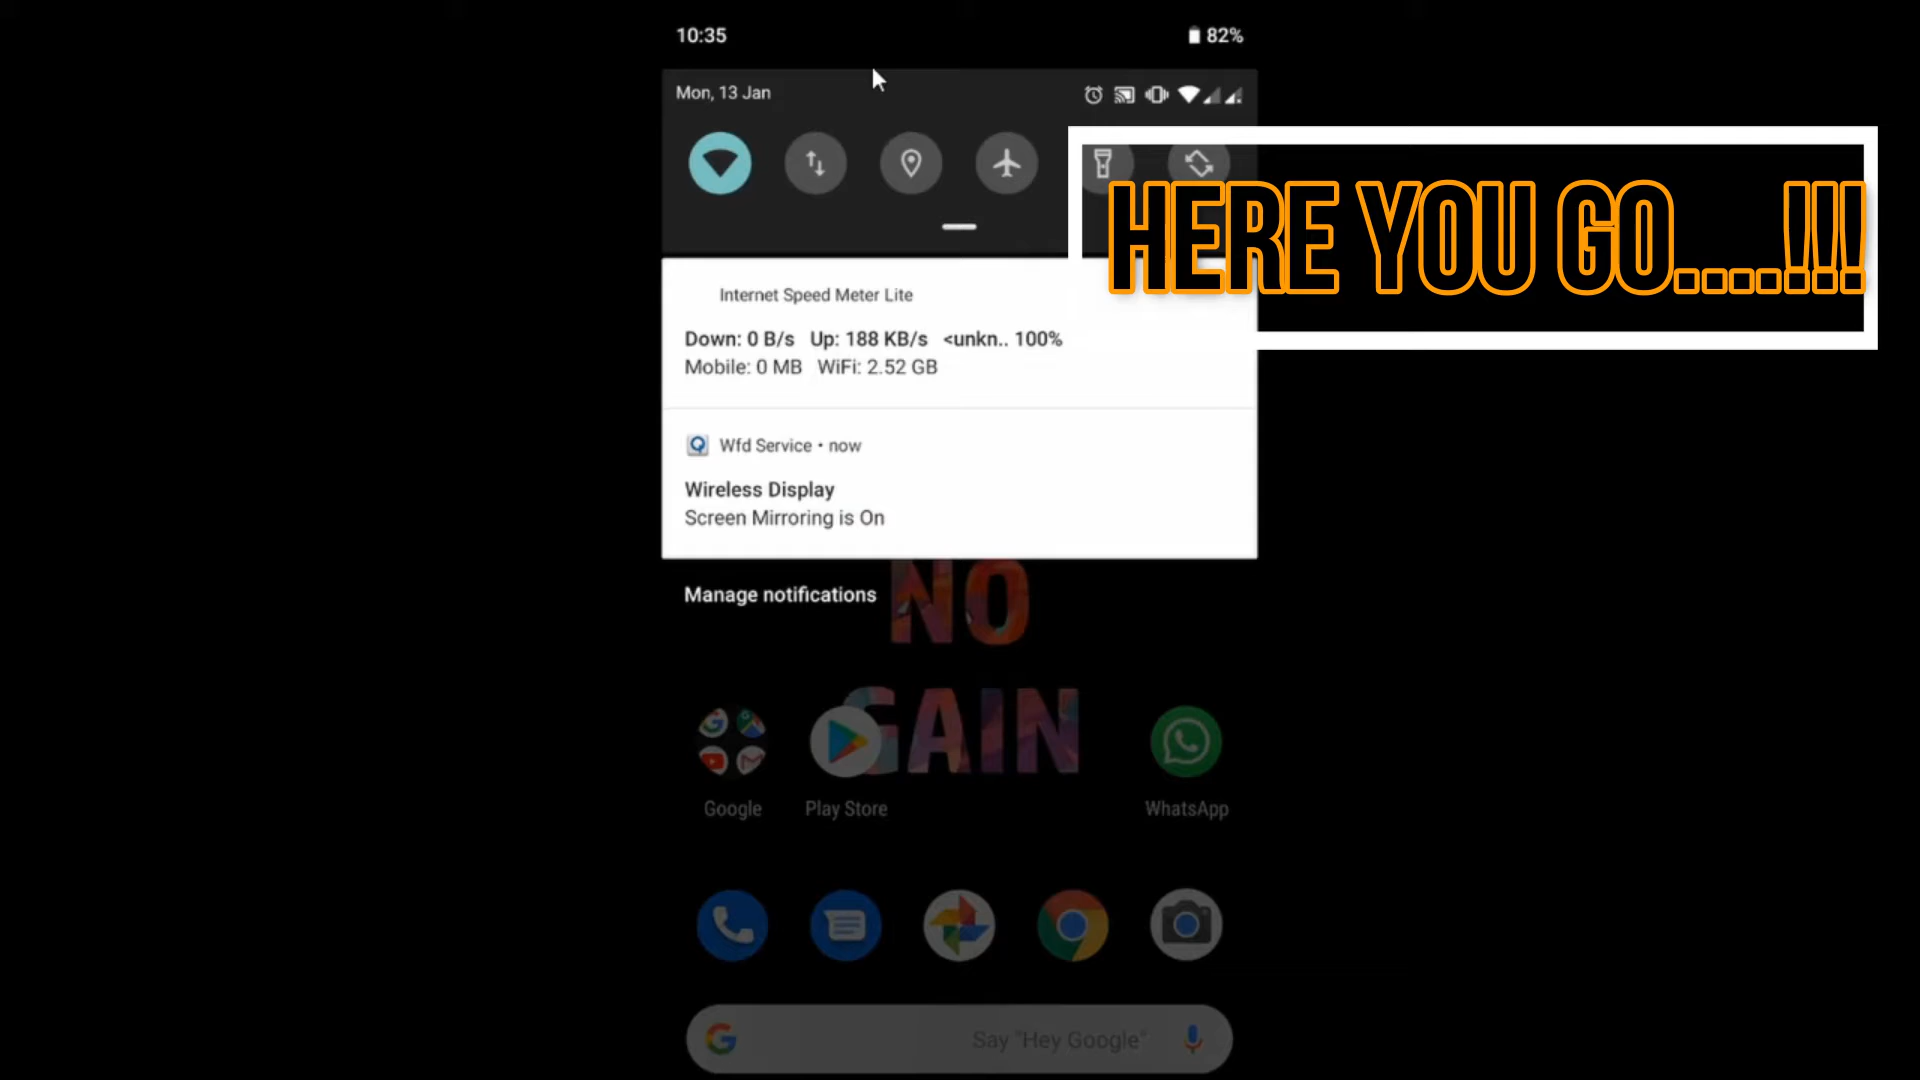 10:35
82%
Mon, 13 Jan
HERE YOU GO....!!!
Internet Speed Meter Lite
Down: 0 B/s Up: 188 KB/s <unkn.. 100%
Mobile: 0 MB WiFi: 2.52 GB
Wfd Service • now
Wireless Display
Screen Mirroring is On
Manage notifications
NO
GAIN
Google
Play Store
WhatsApp
Say "Hey Google"